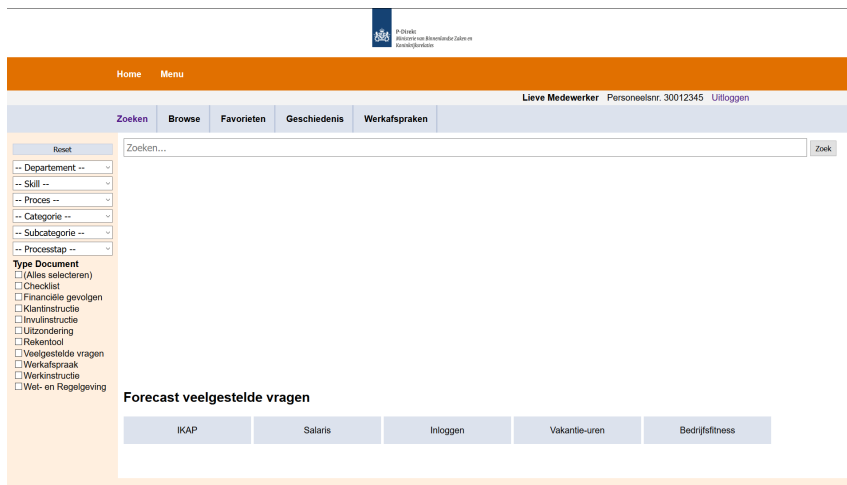 P-Direkt
Ministerie van Binnenlandse Zaken en
Koninkrijksrelaties
Home Menu
Lieve Medewerker Personeelsnr. 30012345 Uitloggen
Zoeken Browse Favorieten Geschiedenis Werkafspraken
Reset
Zoeken... Zoek
-- Departement --
-- Skill --
-- Proces --
-- Categorie --
-- Subcategorie --
-- Processtap --
Type Document
(Alles selecteren)
Checklist
Financiële gevolgen
Klantinstructie
Invulinstructie
Uitzondering
Rekentool
Veelgestelde vragen
Werkafspraak
Werkinstructie
Wet- en Regelgeving
Forecast veelgestelde vragen
IKAP Salaris Inloggen Vakantie-uren Bedrijfsfitness